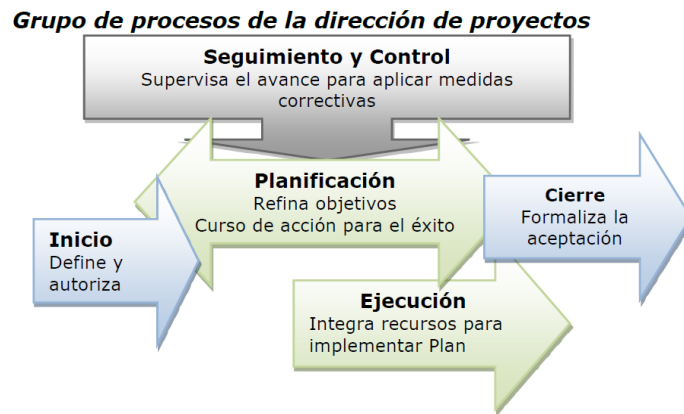 Grupo de procesos de la dirección de proyectos
Seguimiento y Control
Supervisa el avance para aplicar medidas
correctivas
Planificación
Refina objetivos
Curso de acción para el éxito
Inicio
Define y
autoriza
Cierre
Formaliza la
aceptación
Ejecución
Integra recursos para
implementar Plan